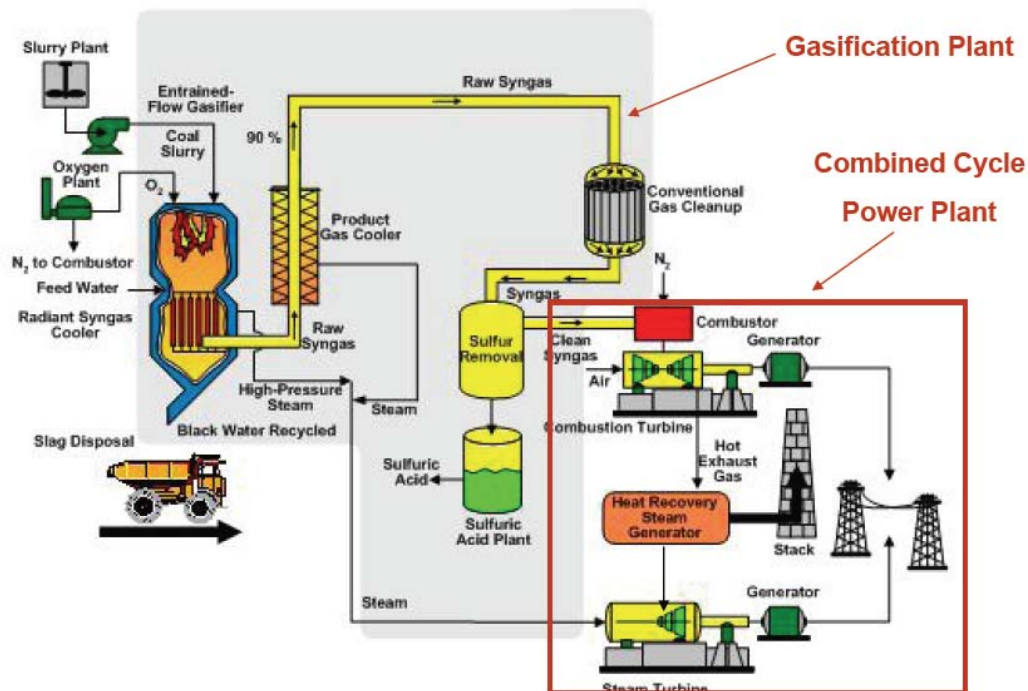 Slurry Plant
Entrained-
Flow Gasifier
Coal
Slurry
Oxygen
Plant
O2
N2 to Combustor
Feed Water
Radiant Syngas
Cooler
90 %
Raw Syngas
Product
Gas Cooler
Raw
Syngas
High-Pressure
Steam
Steam
Black Water Recycled
Slag Disposal
Gasification Plant
Conventional
Gas Cleanup
Syngas
Sulfur
Removal
Clean
Syngas
Sulfuric
Acid
Sulfuric
Acid Plant
Steam
Combined Cycle
Power Plant
N2
Combustor
Generator
Air
Combustion Turbine
Hot
Exhaust
Gas
Heat Recovery
Steam
Generator
Stack
Generator
Steam Turbine